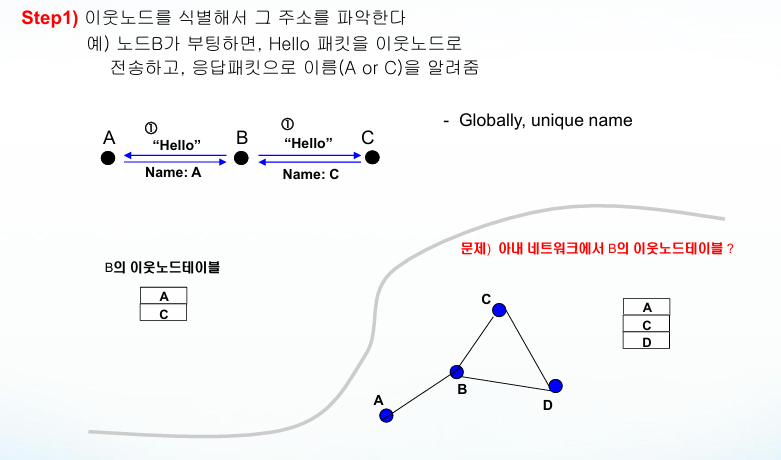 Step1) 이웃노드를 식별해서 그 주소를 파악한다
예) 노드B가 부팅하면, Hello 패킷을 이웃노드로
전송하고, 응답패킷으로 이름(A or C)을 알려줌
- Globally, unique name
A ① B ① C
“Hello” “Hello”
Name: A Name: C
B의 이웃노드테이블
A
C
문제) 아내 네트워크에서 B의 이웃노드테이블 ?
C
B
A
D
A
C
D